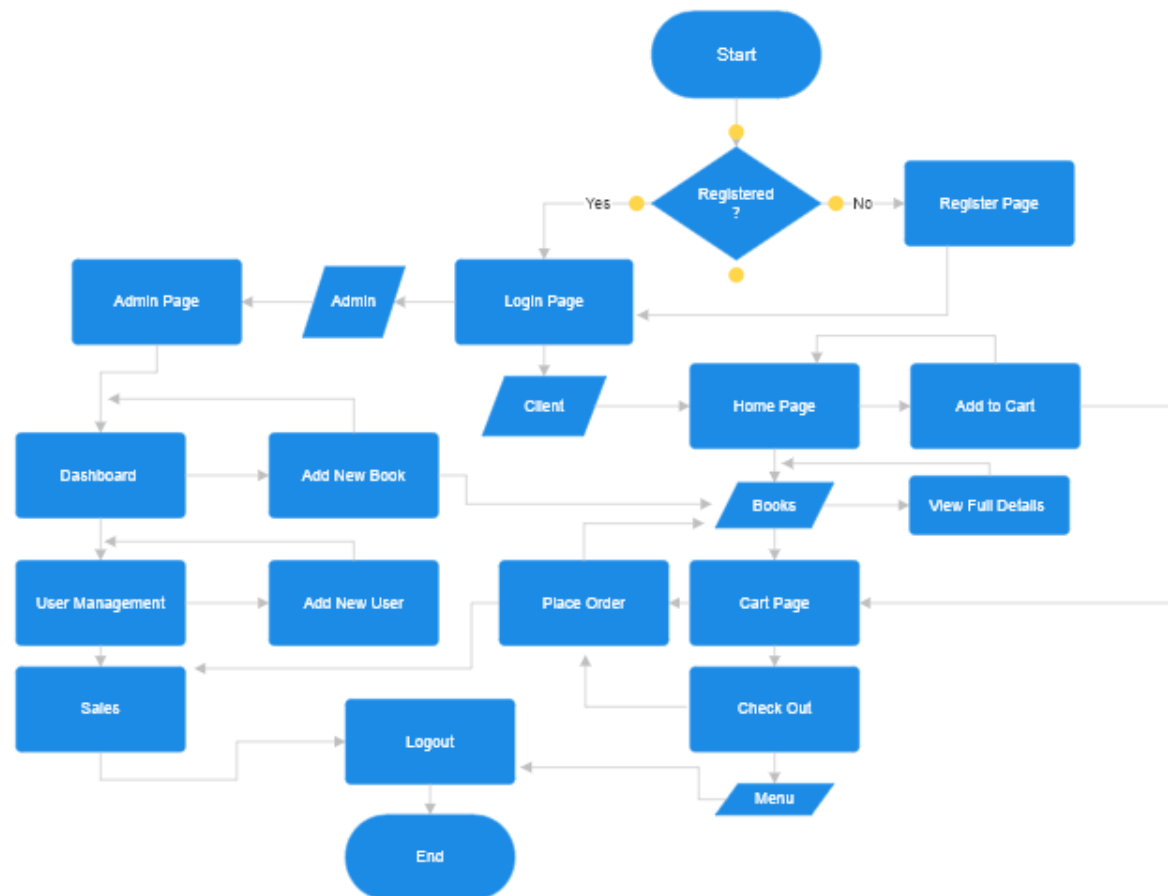 Start
Registered
?
Yes
No
Register Page
Admin Page
Admin
Login Page
Client
Home Page
Add to Cart
Dashboard
Add New Book
Books
View Full Details
User Management
Add New User
Place Order
Cart Page
Sales
Logout
Check Out
Menu
End